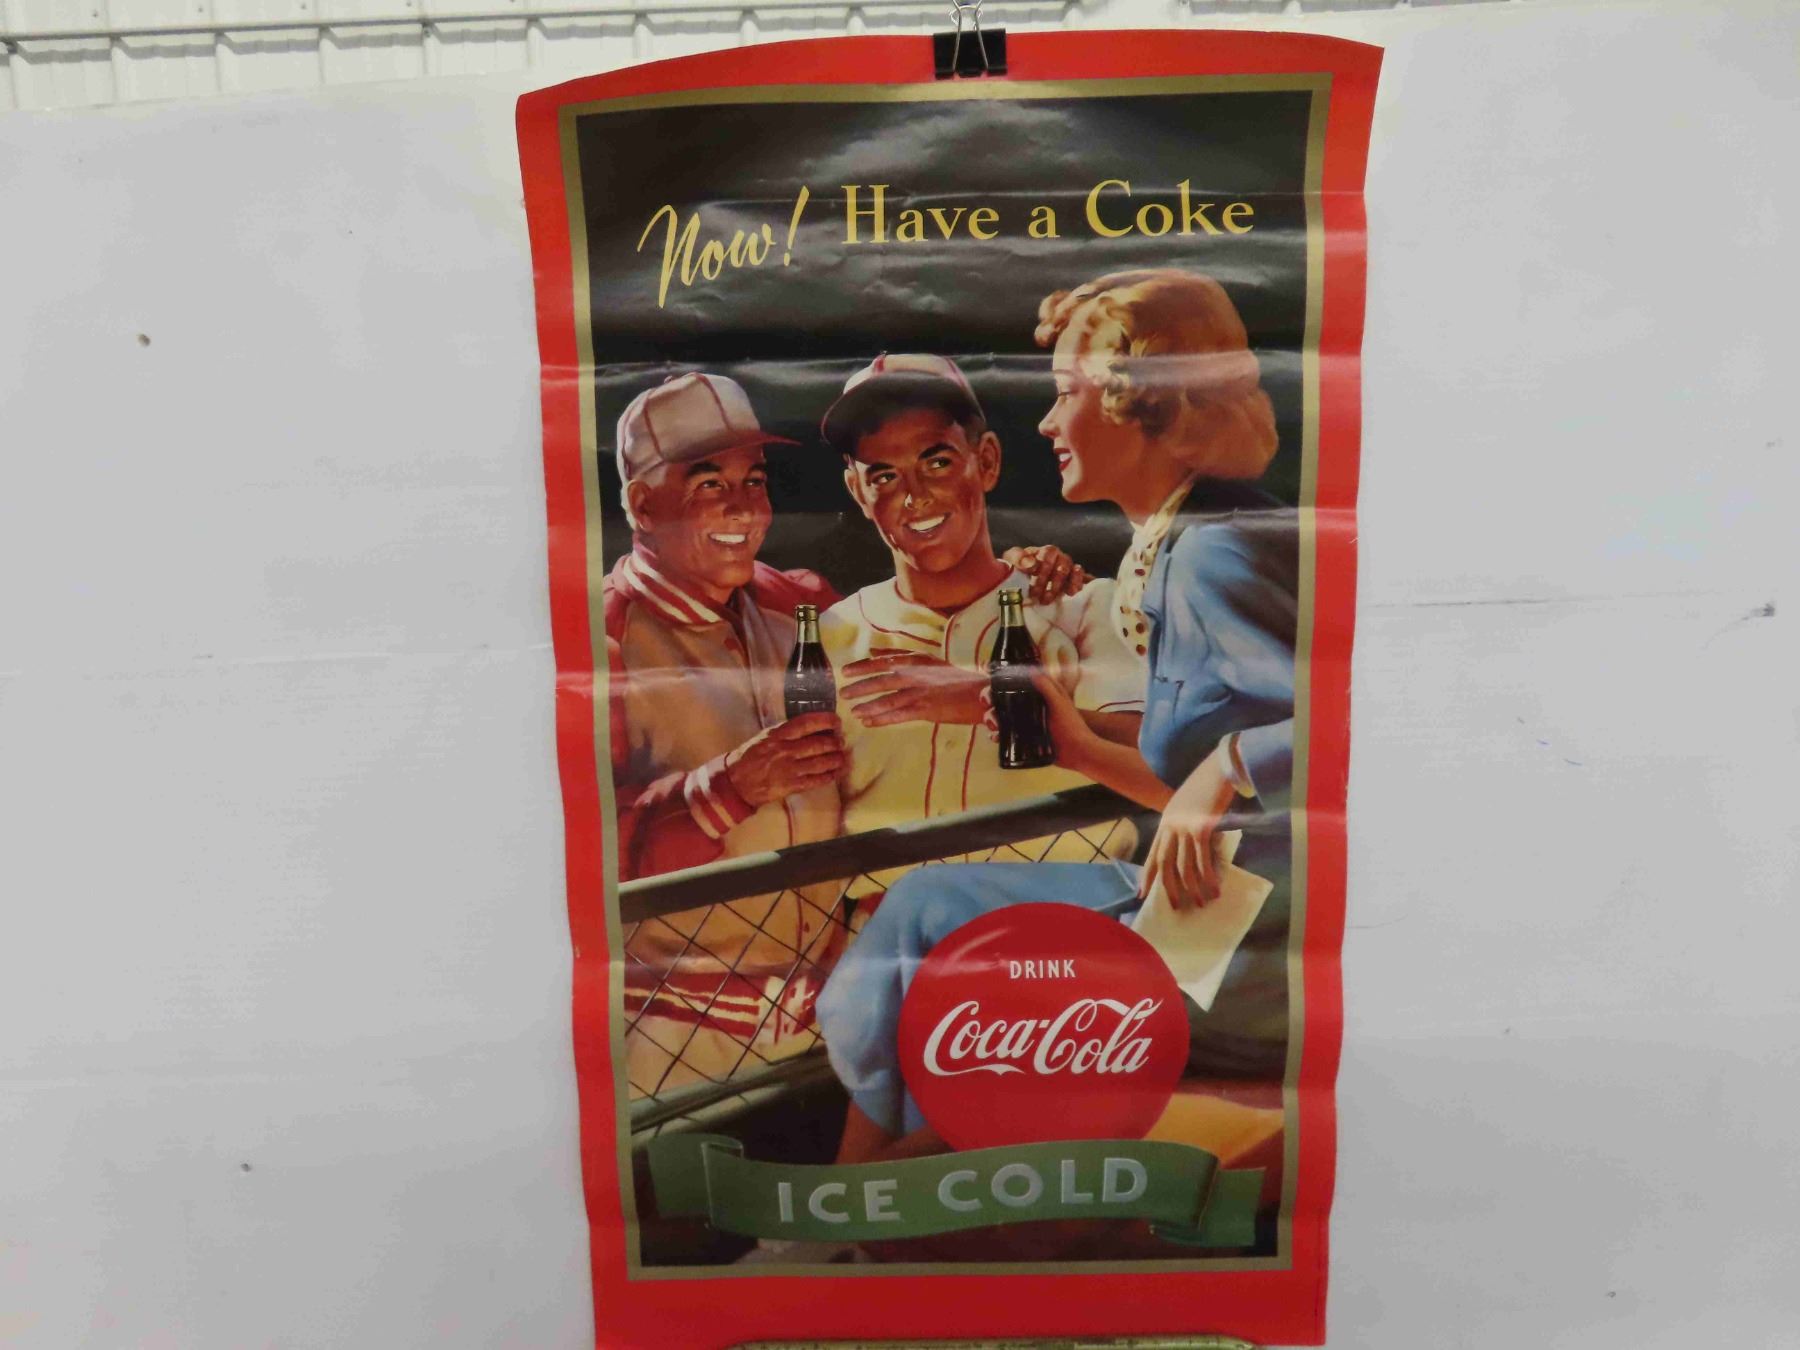 Now! Have a Coke
DRINK
Coca-Cola
ICE COLD